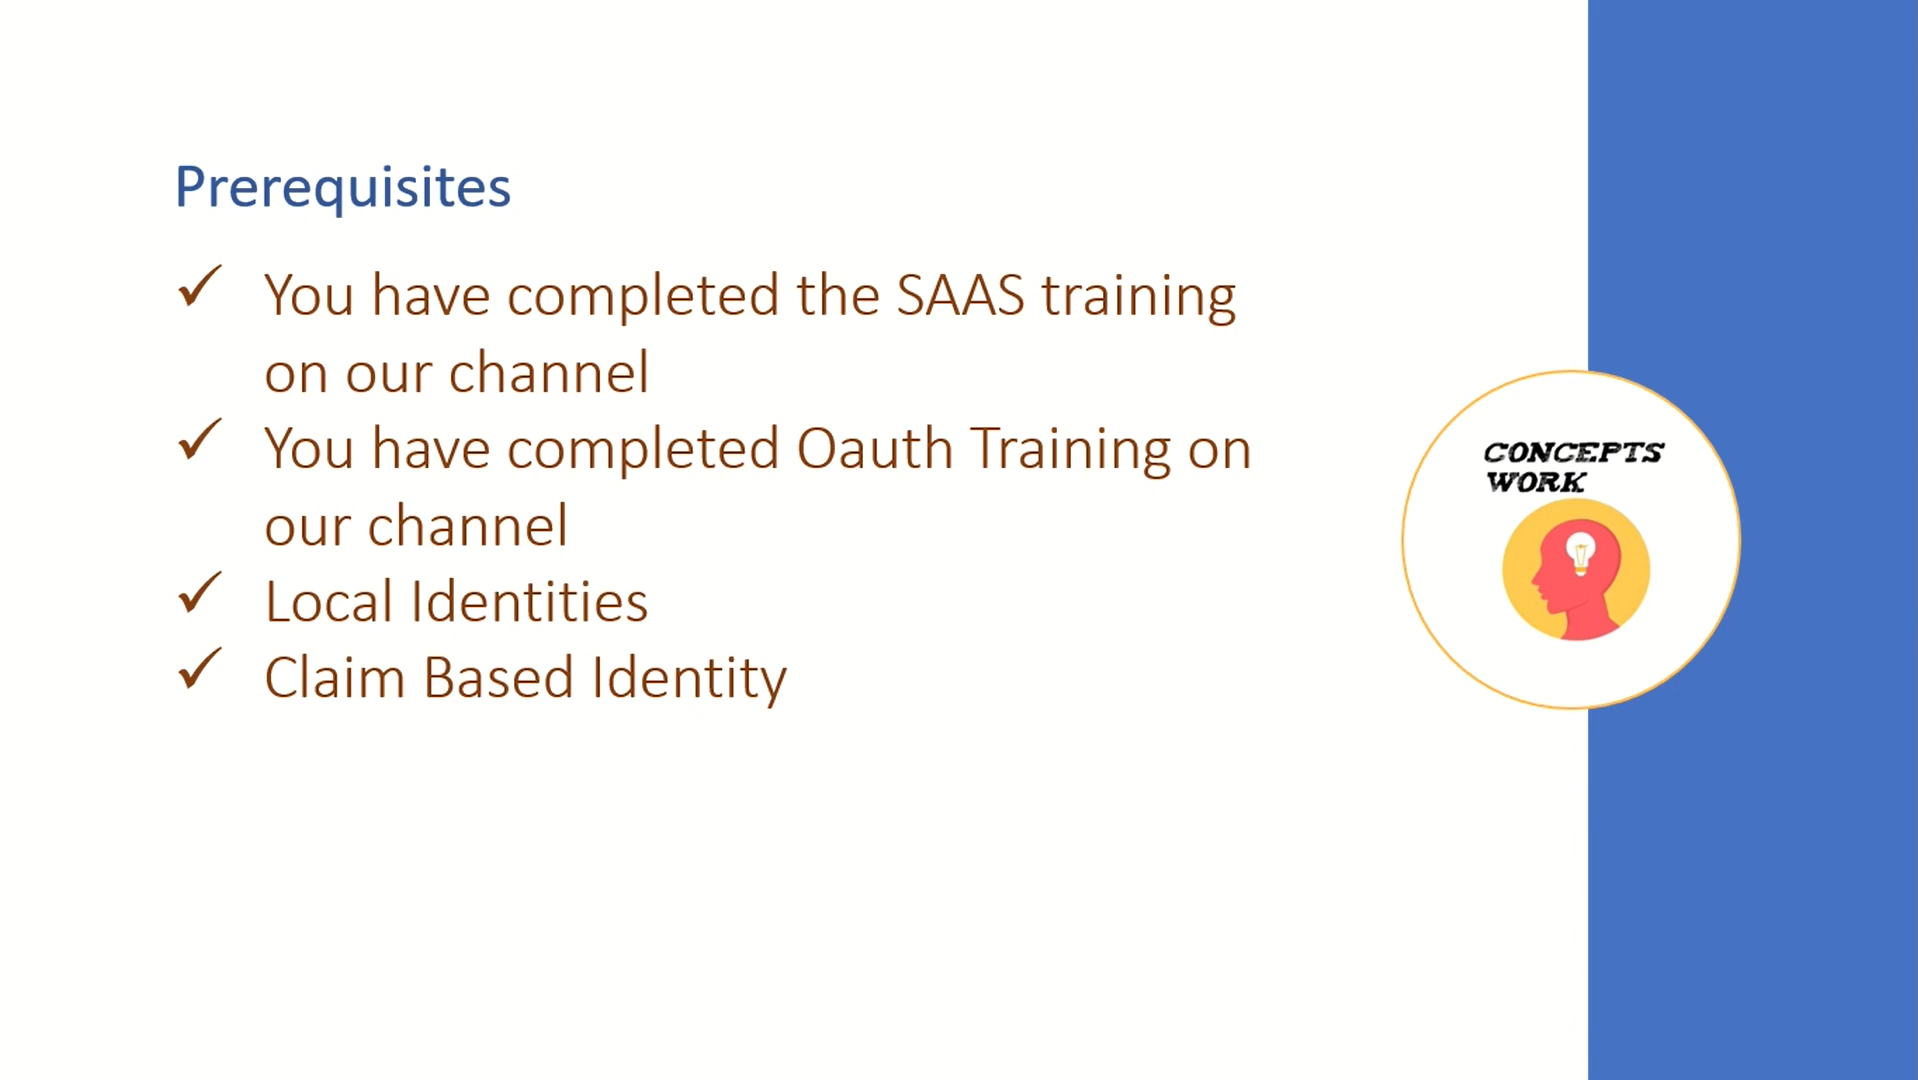 Prerequisites
✓ You have completed the SAAS training
on our channel
✓ You have completed Oauth Training on
our channel
✓ Local Identities
✓ Claim Based Identity
CONCEPTS
WORK